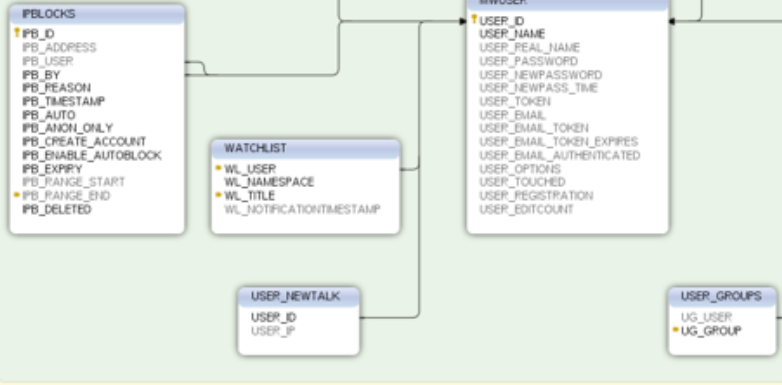 IPBLOCKS
IPB_ID
IPB_ADDRESS
IPB_USER
IPB_BY
IPB_REASON
IPB_TIMESTAMP
IPB_AUTO
IPB_ANON_ONLY
IPB_CREATE_ACCOUNT
IPB_ENABLE_AUTOBLOCK
IPB_EXPIRY
IPB_RANGE_START
IPB_RANGE_END
IPB_DELETED
WATCHLIST
WL_USER
WL_NAMESPACE
WL_TITLE
WL_NOTIFICATIONTIMESTAMP
USER_NEWTALK
USER_ID
USER_IP
MWUSER
USER_ID
USER_NAME
USER_REAL_NAME
USER_PASSWORD
USER_NEWPASSWORD
USER_NEWPASS_TIME
USER_TOKEN
USER_EMAIL
USER_EMAIL_TOKEN
USER_EMAIL_TOKEN_EXPIRES
USER_EMAIL_AUTHENTICATED
USER_OPTIONS
USER_TOUCHED
USER_REGISTRATION
USER_EDITCOUNT
USER_GROUPS
UG_USER
UG_GROUP